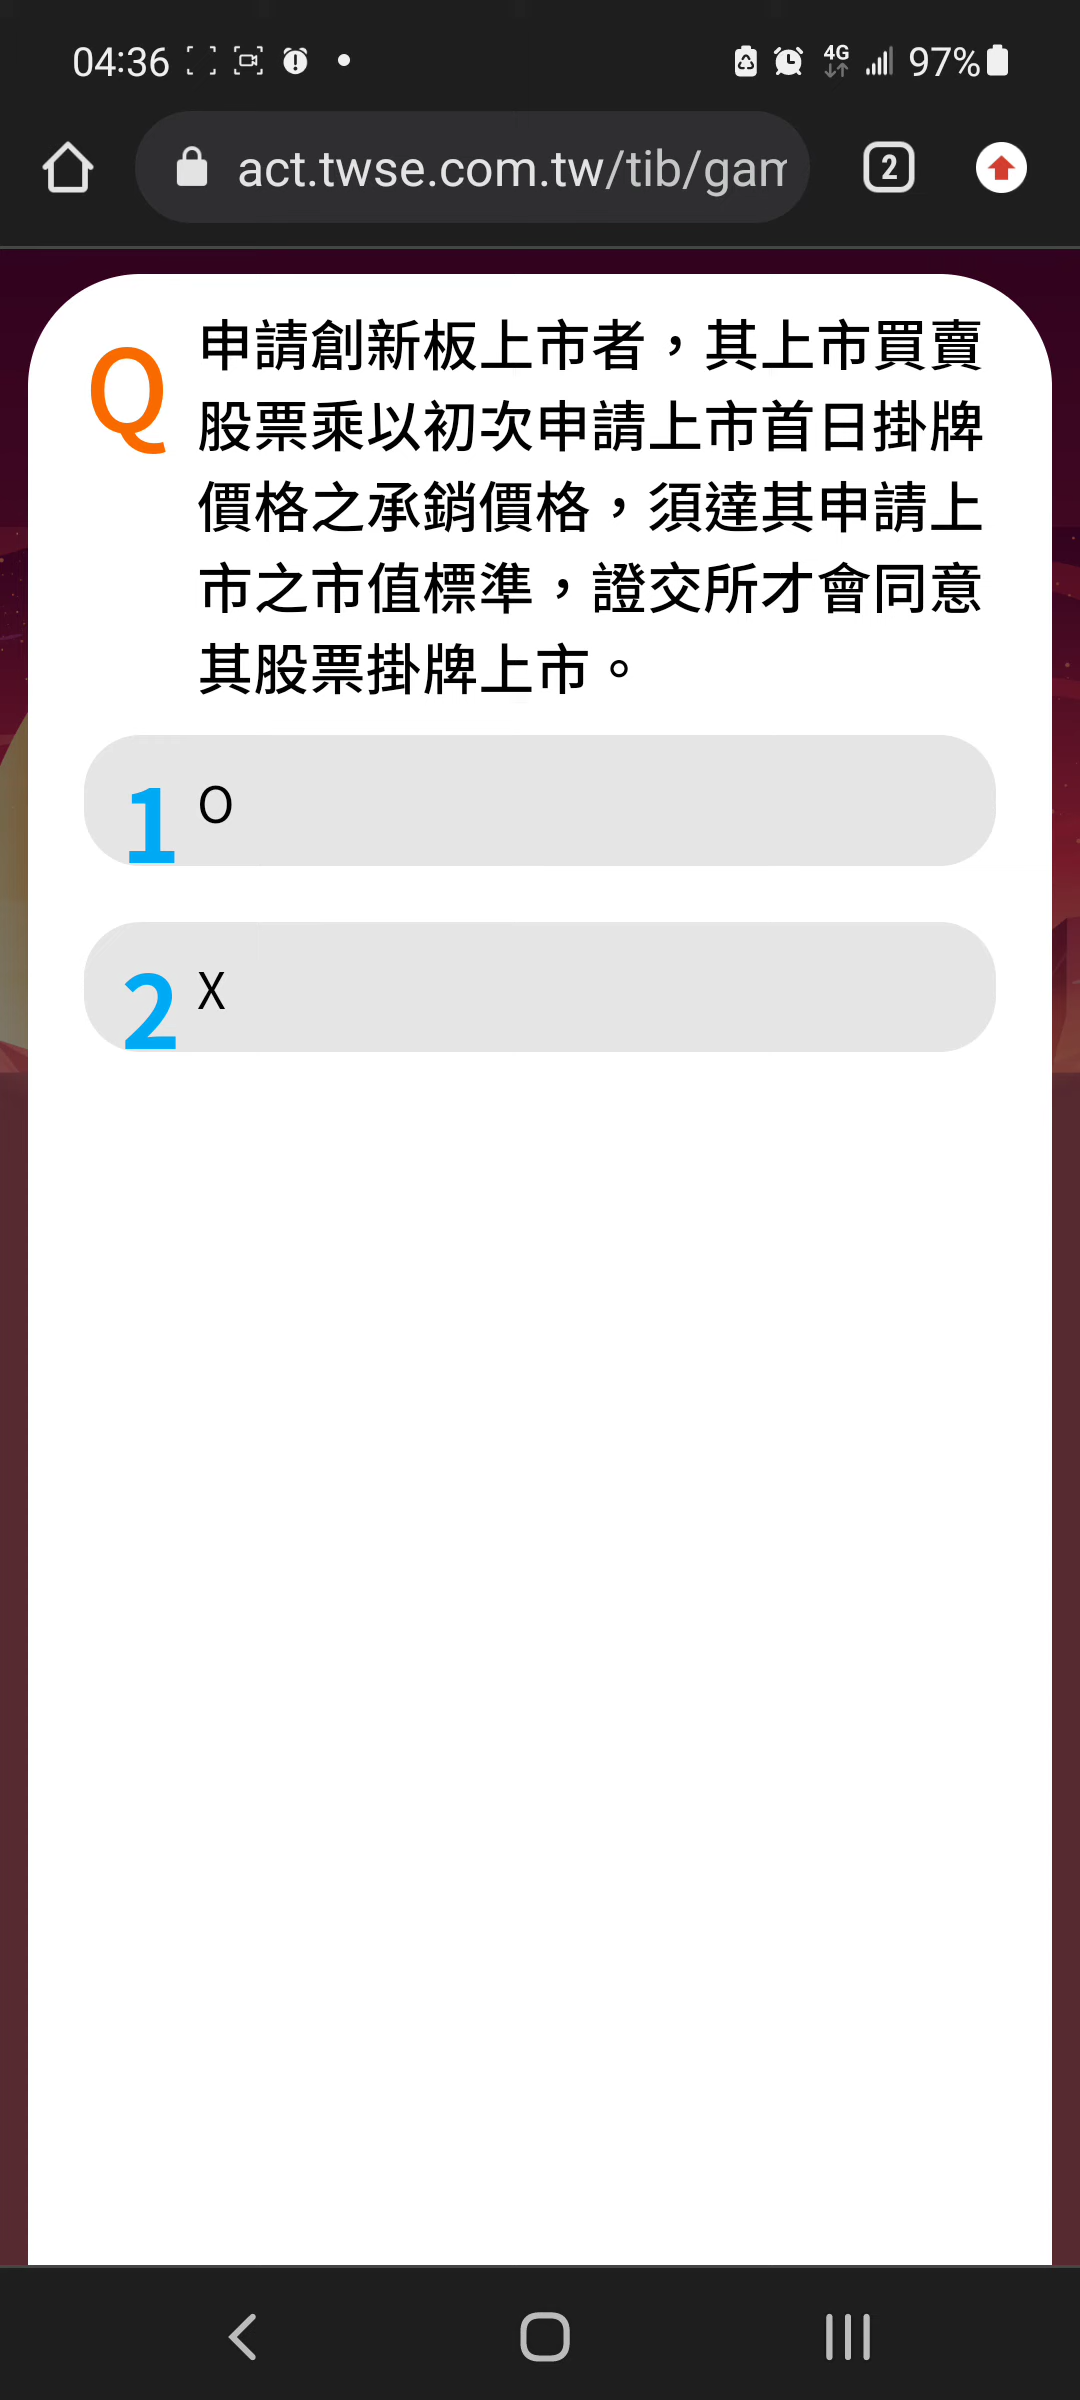 04:36
4G
97%
act.twse.com.tw/tib/gam
2
Q
申請創新板上市者，其上市買賣
股票乘以初次申請上市首日掛牌
價格之承銷價格，須達其申請上
市之市值標準，證交所才會同意
其股票掛牌上市。
1 O
2 X